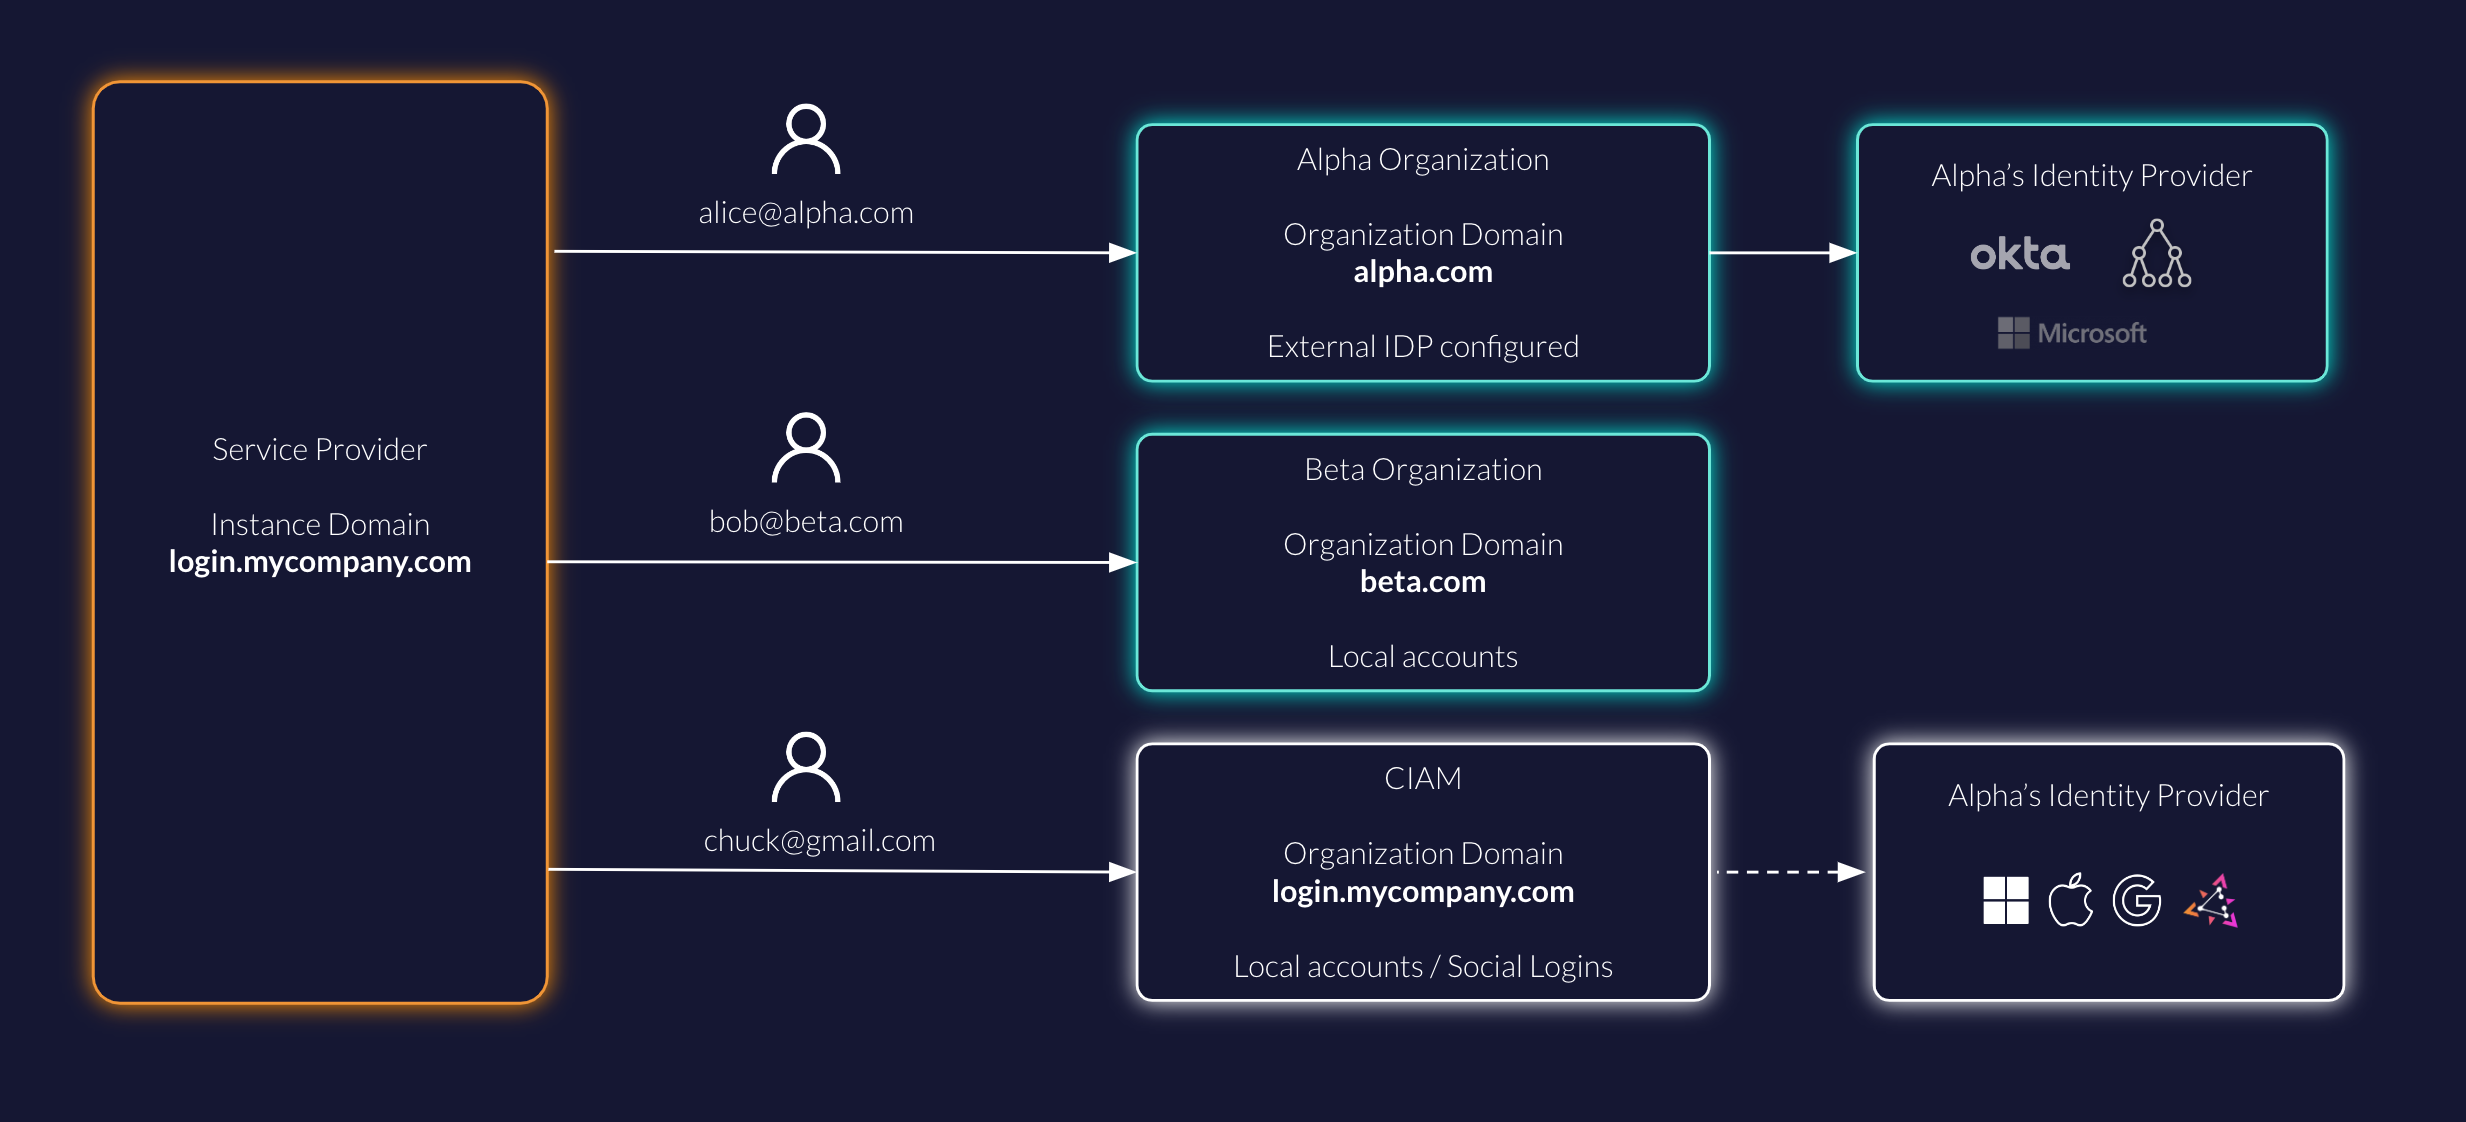 Service Provider
Instance Domain
login.mycompany.com
alice@alpha.com
Alpha Organization
Organization Domain
alpha.com
External IDP configured
Alpha’s Identity Provider
okta
Microsoft
bob@beta.com
Beta Organization
Organization Domain
beta.com
Local accounts
chuck@gmail.com
CIAM
Organization Domain
login.mycompany.com
Local accounts / Social Logins
Alpha’s Identity Provider